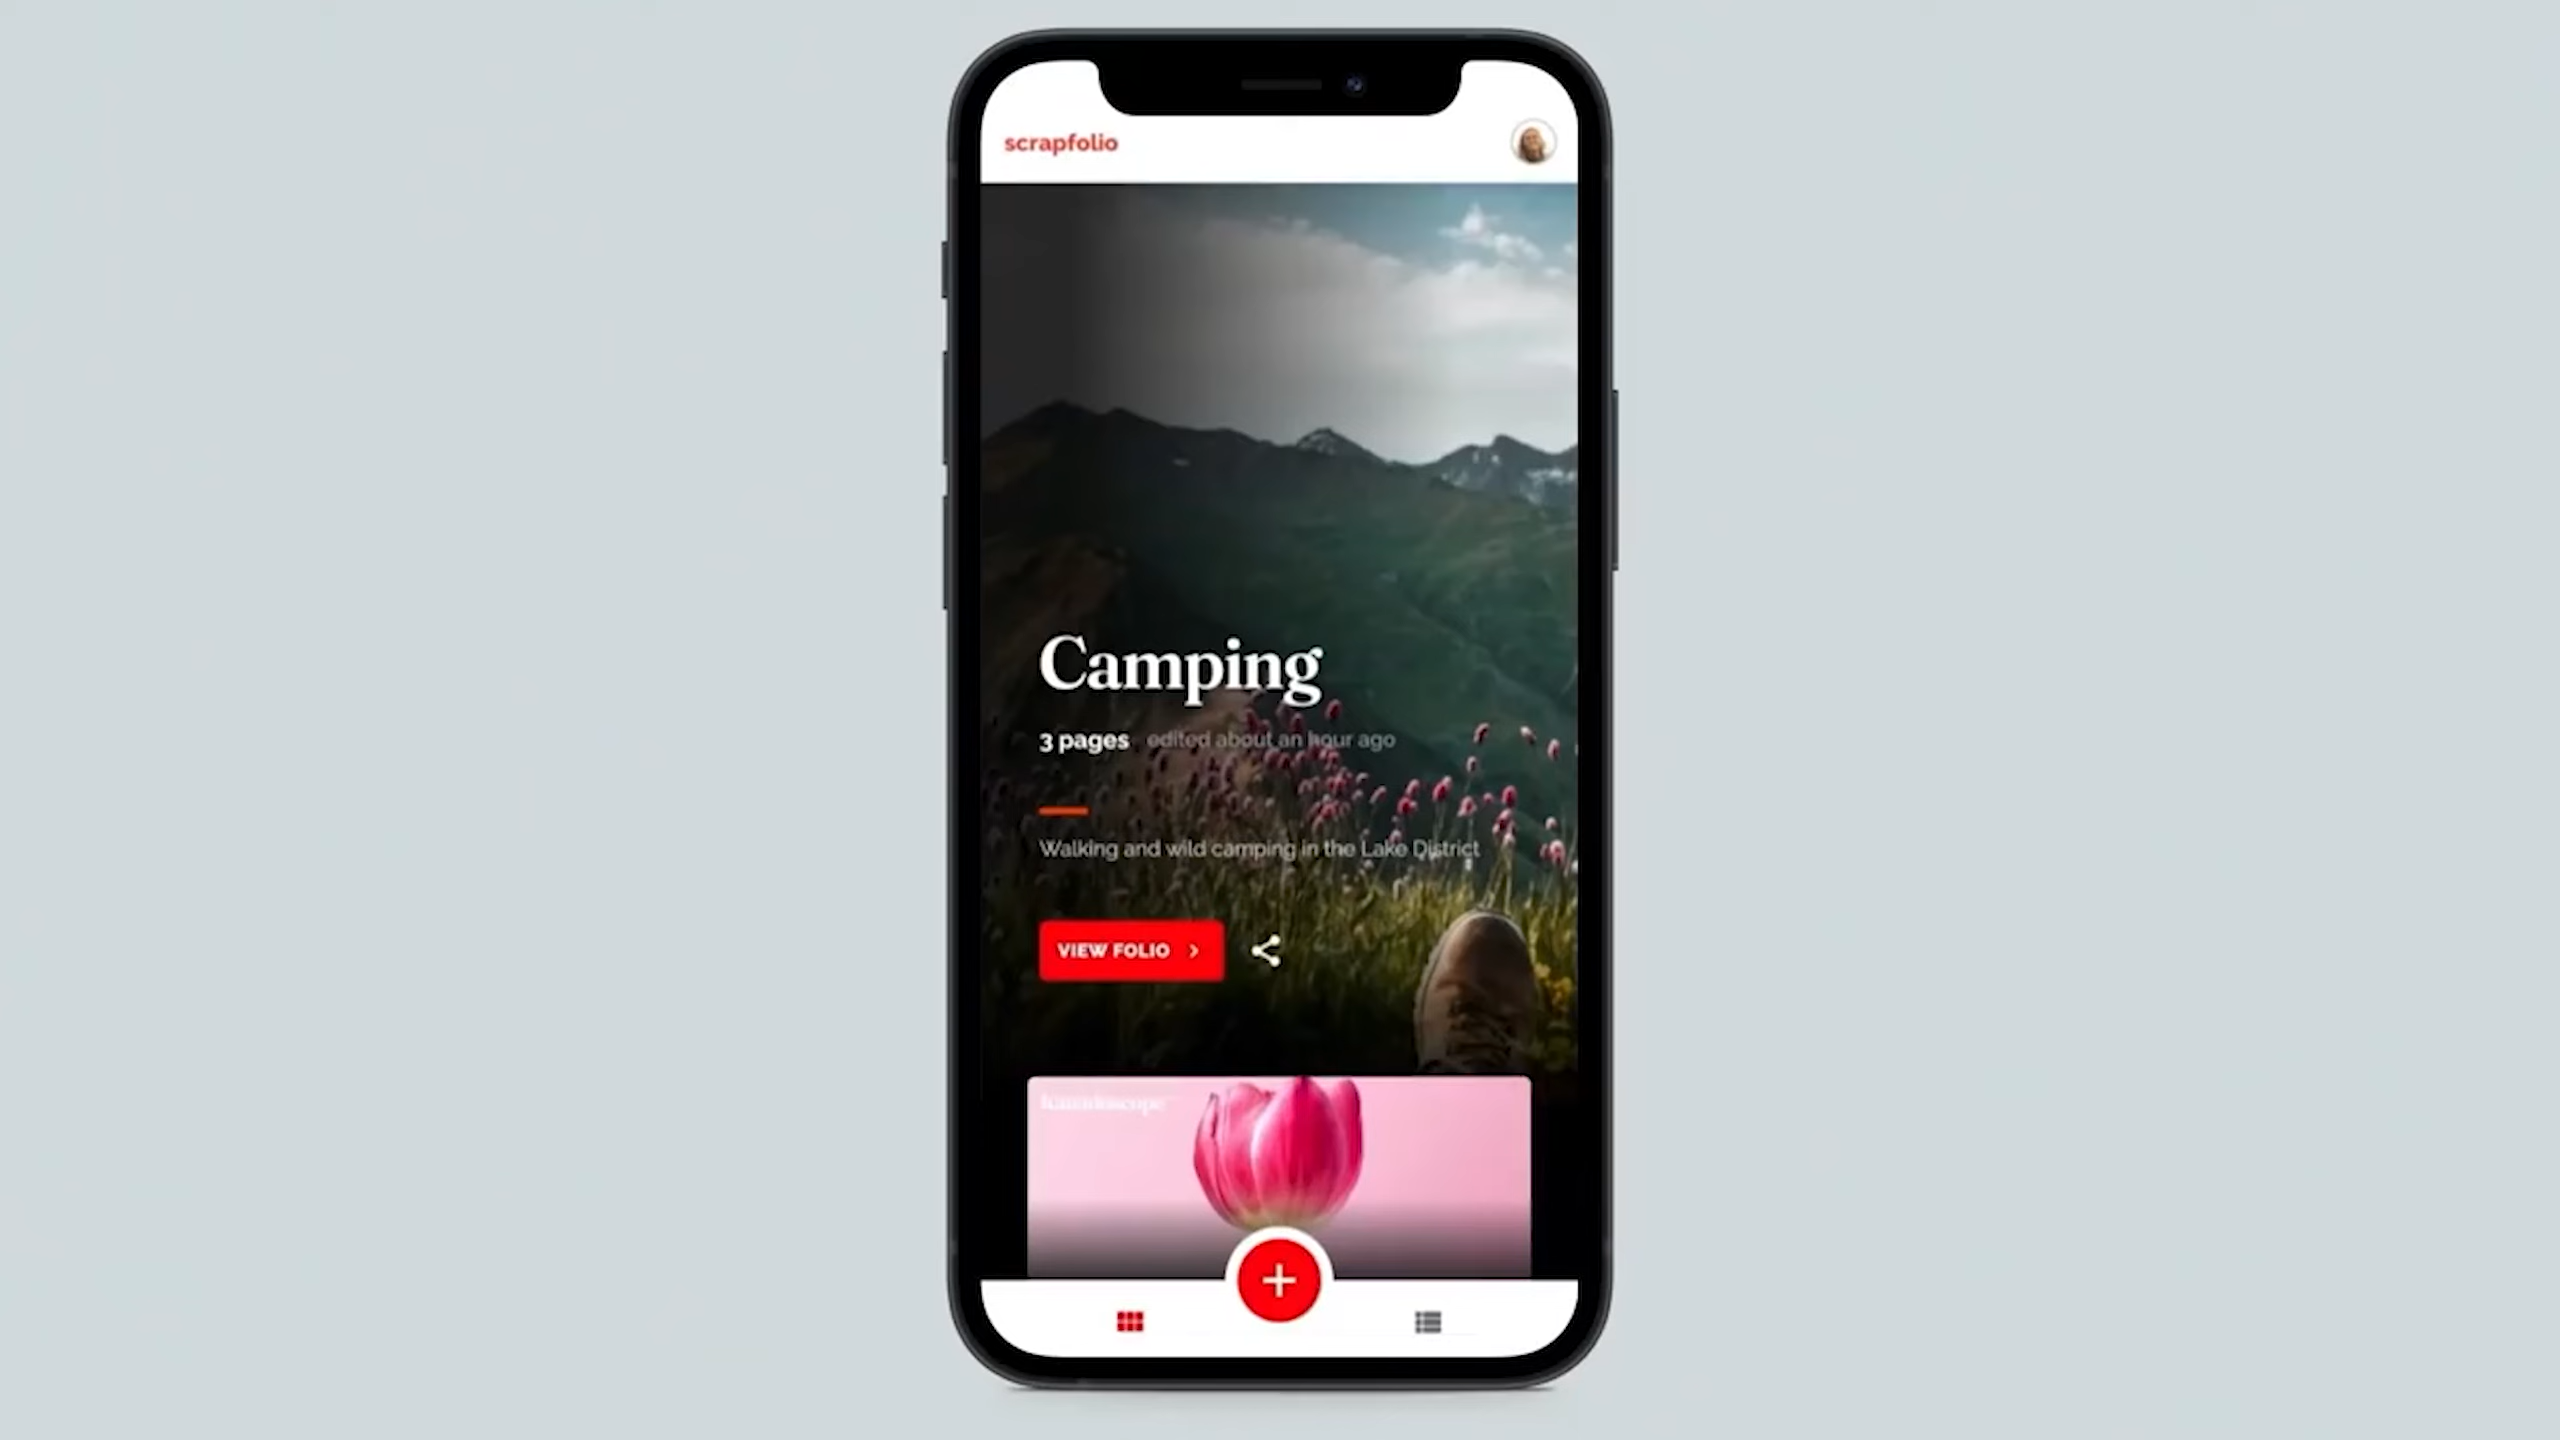 scrapfolio
Camping
3 pages edited about an hour ago
Walking and wild camping in the Lake District
VIEW FOLIO